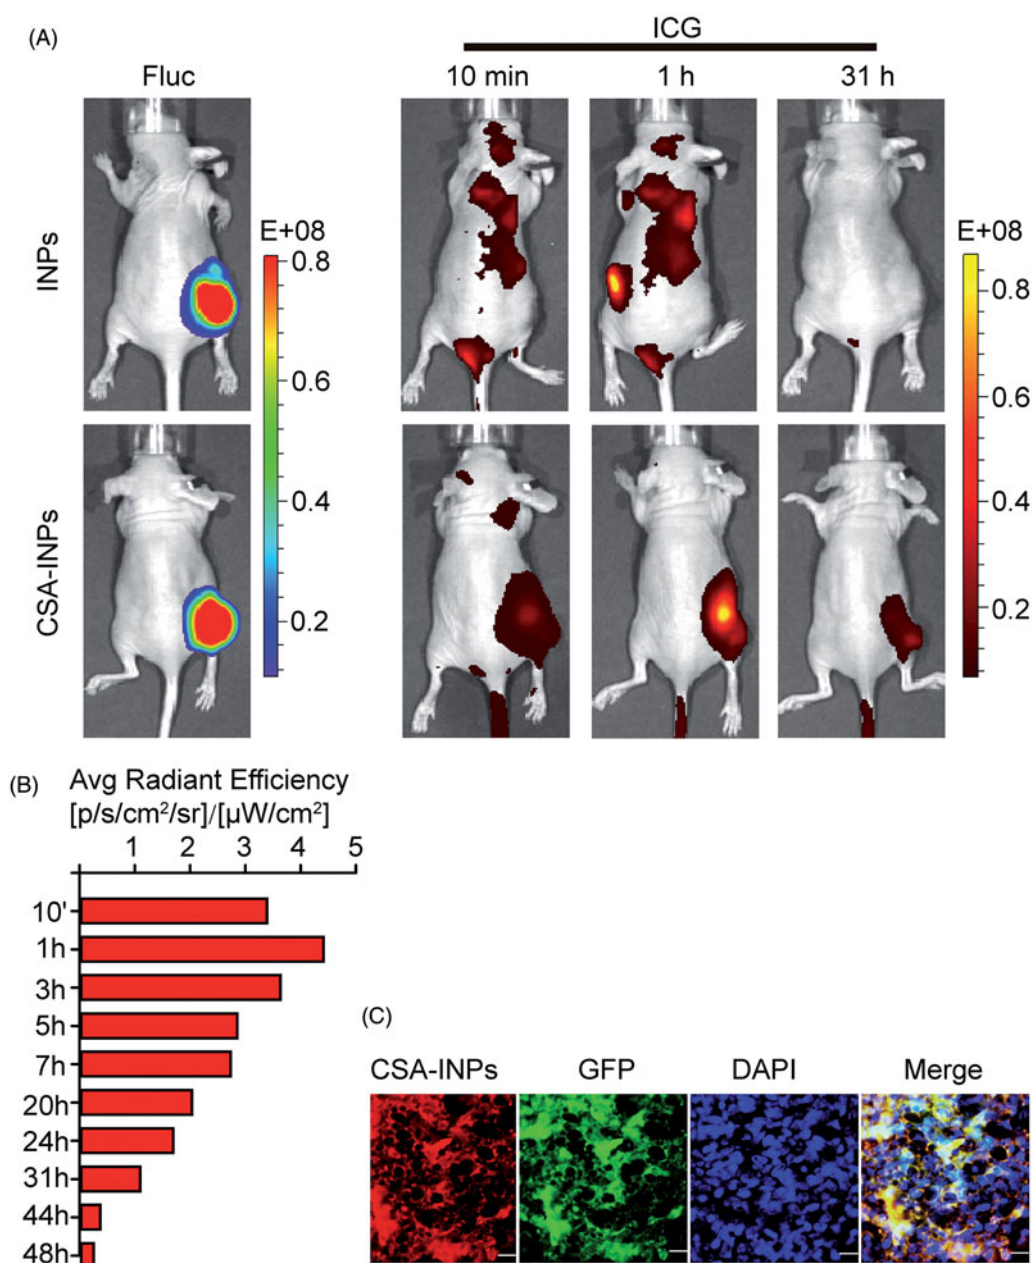 (A)
ICG
Fluc 10 min 1 h 31 h
INPs
E+08
0.8
0.6
0.4
0.2
E+08
0.8
0.6
0.4
0.2
CSA-INPs
(B) Avg Radiant Efficiency
[p/s/cm²/sr]/[µW/cm²]
1 2 3 4 5
10'
1h
3h
5h
7h
20h
24h
31h
44h
48h
(C)
CSA-INPs GFP DAPI Merge